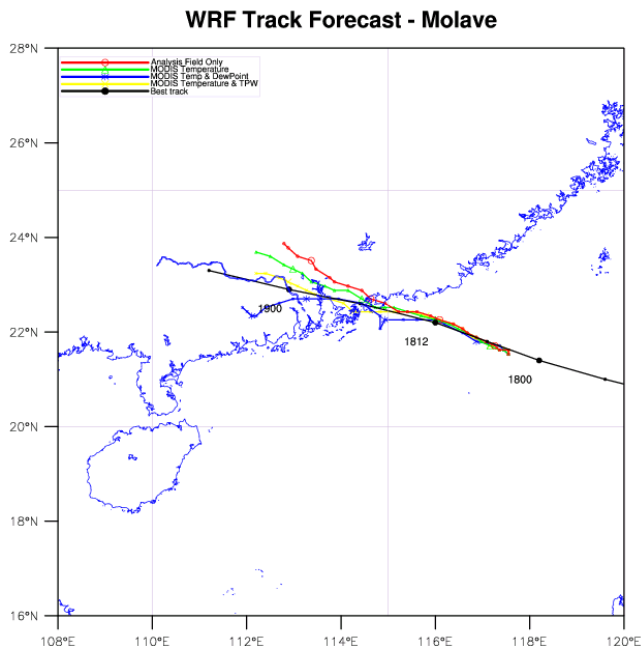 WRF Track Forecast - Molave
28°N
Analysis Field Only
MODIS Temperature
MODIS Temp & DewPoint
MODIS Temperature & TPW
Best track
26°N
24°N
22°N
20°N
18°N
16°N
1900
1812
1800
108°E 110°E 112°E 114°E 116°E 118°E 120°E